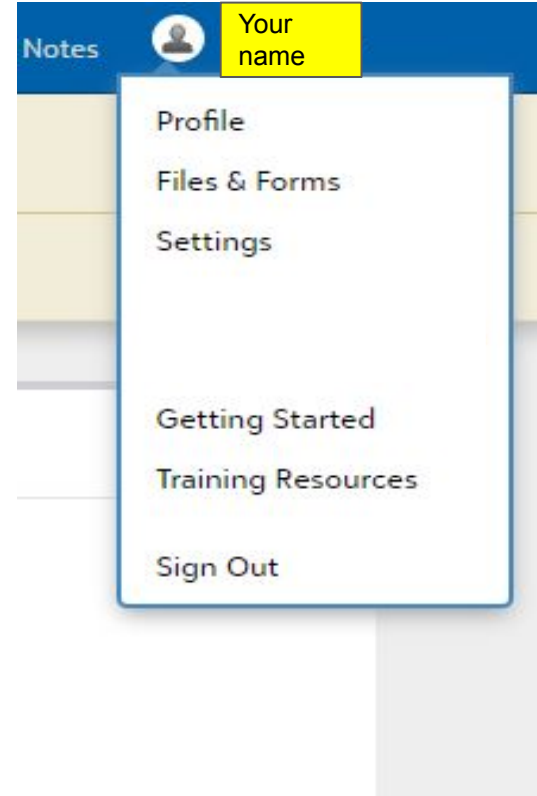 Notes
Your
name
Profile
Files & Forms
Settings
Getting Started
Training Resources
Sign Out